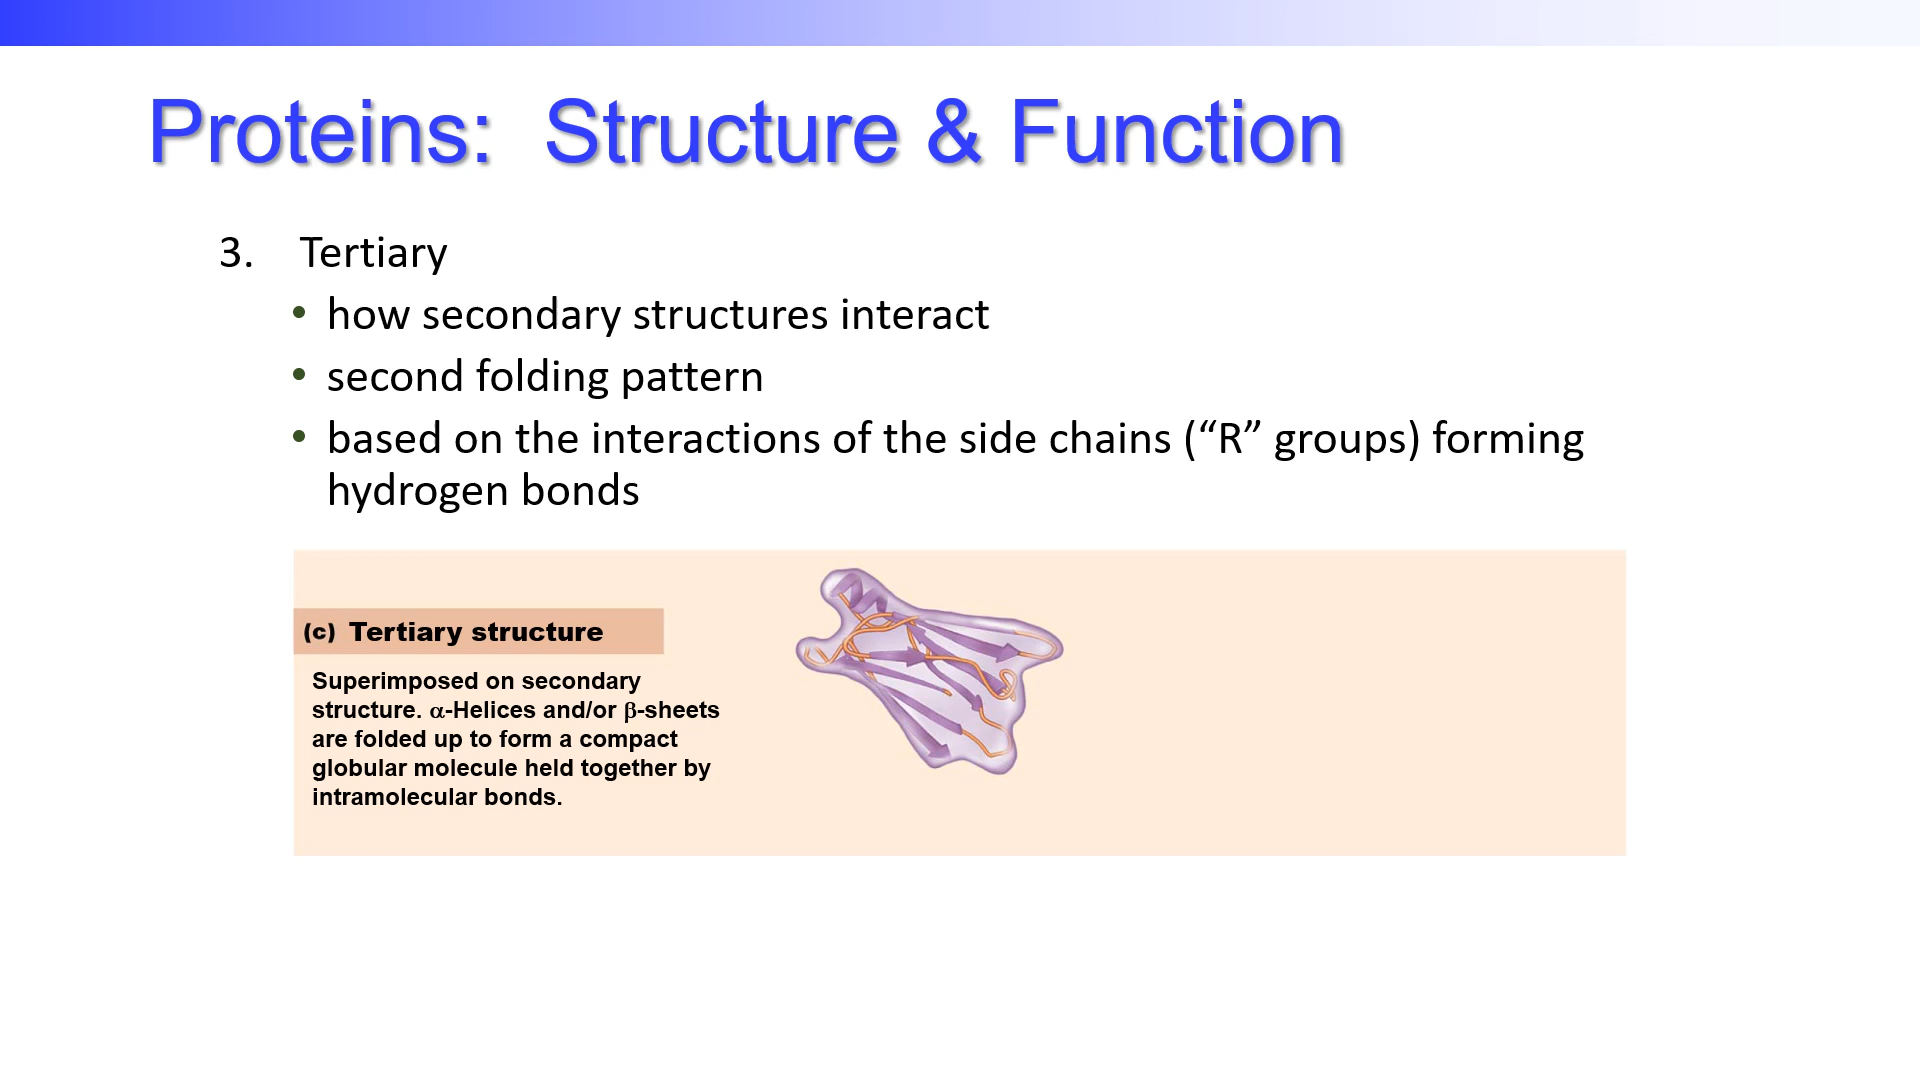 Proteins:  Structure & Function
3. Tertiary
• how secondary structures interact
• second folding pattern
• based on the interactions of the side chains (“R” groups) forming
hydrogen bonds
(c) Tertiary structure
Superimposed on secondary
structure. α-Helices and/or β-sheets
are folded up to form a compact
globular molecule held together by
intramolecular bonds.